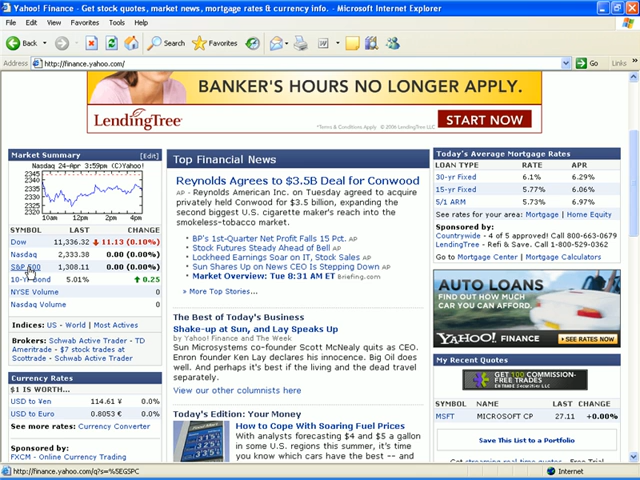 Yahoo! Finance - Get stock quotes, market news, mortgage rates & currency info. - Microsoft Internet Explorer
File Edit View Favorites Tools Help
Back Search Favorites
Address http://finance.yahoo.com/ Go Links
BANKER'S HOURS NO LONGER APPLY.
LendingTree START NOW
Market Summary [Edit]
Nasdaq 24-Apr 3:59pm (C)Yahoo!
2345
2340
2335
2330
2325
2320
10am 12pm 2pm 4pm
SYMBOL LAST CHANGE
Dow 11,336.32 11.13 (0.10%)
Nasdaq 2,333.38 0.00 (0.00%)
S&P 500 1,308.11 0.00 (0.00%)
10-Yr Bond 5.01% 0.25
NYSE Volume 0
Nasdaq Volume 0
Indices: US - World | Most Actives
Brokers: Schwab Active Trader - TD
Ameritrade - $7 stock trades at
Scottrade - Schwab Active Trader
Currency Rates
$1 IS WORTH...
USD to Yen 114.61 ¥ 0.0%
USD to Euro 0.8053 € 0.0%
See more rates: Currency Converter
Sponsored by:
FXCM - Online Currency Trading
Top Financial News
Reynolds Agrees to $3.5B Deal for Conwood
AP - Reynolds American Inc. on Tuesday agreed to acquire
privately held Conwood for $3.5 billion, expanding the
second biggest U.S. cigarette maker's reach into the
smokeless-tobacco market.
• BP's 1st-Quarter Net Profit Falls 15 Pct. AP
• Stock Futures Steady Ahead of Bell AP
• Lockheed Earnings Soar on IT, Stock Sales AP
• Sun Shares Up on News CEO Is Stepping Down AP
• Market Overview: Tue 8:31 AM ET Briefing.com
» More Top Stories...
The Best of Today's Business
Shake-up at Sun, and Lay Speaks Up
by Yahoo! Finance and The Week
Sun Microsystems co-founder Scott McNealy quits as CEO.
Enron founder Ken Lay declares his innocence. Big Oil does
well. And perhaps it's best if the living and the dead travel
separately.
View our other columnists here
Today's Edition: Your Money
How to Cope With Soaring Fuel Prices
With analysts forecasting $4 and $5 a gallon
in some U.S. regions this summer, it's time
you know which cars have the best -- and
Today's Average Mortgage Rates
LOAN TYPE RATE APR
30-yr Fixed 6.1% 6.29%
15-yr Fixed 5.77% 6.06%
5/1 ARM 5.73% 6.97%
See rates for your area: Mortgage | Home Equity
Sponsored by:
Countrywide - 4 of 5 approved! Call 800-663-0679
LendingTree - Refi & Save. Call 1-800-529-0362
Go to Mortgage Center | Mortgage Calculators
AUTO LOANS
FIND OUT HOW MUCH
CAR YOU CAN AFFORD.
YAHOO! FINANCE SEE RATES NOW
My Recent Quotes
GET 100 COMMISSION-
FREE TRADES
SYMBOL NAME LAST CHANGE
MSFT MICROSOFT CP 27.11 +0.00%
Save This List to a Portfolio
Get streaming real-time quotes - Free Trial
http://finance.yahoo.com/q?s=%5EGSPC Internet